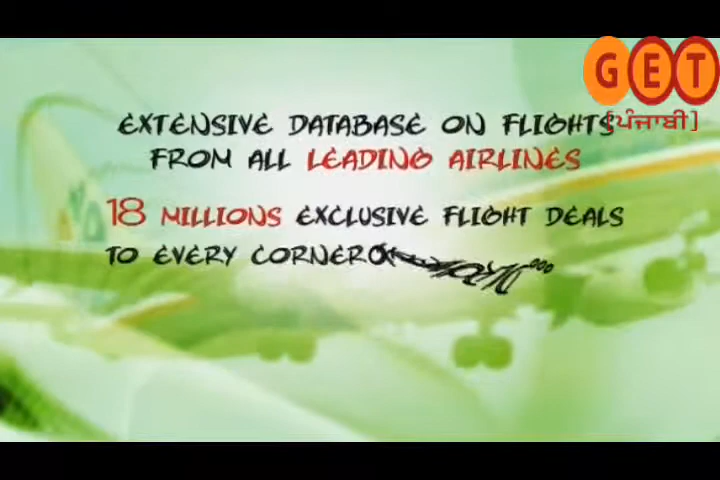 GET
[ਪੰਜਾਬੀ]
EXTENSIVE DATABASE ON FLIGHTS
FROM ALL LEADING AIRLINES
18 MILLIONS EXCLUSIVE FLIGHT DEALS
TO EVERY CORNER